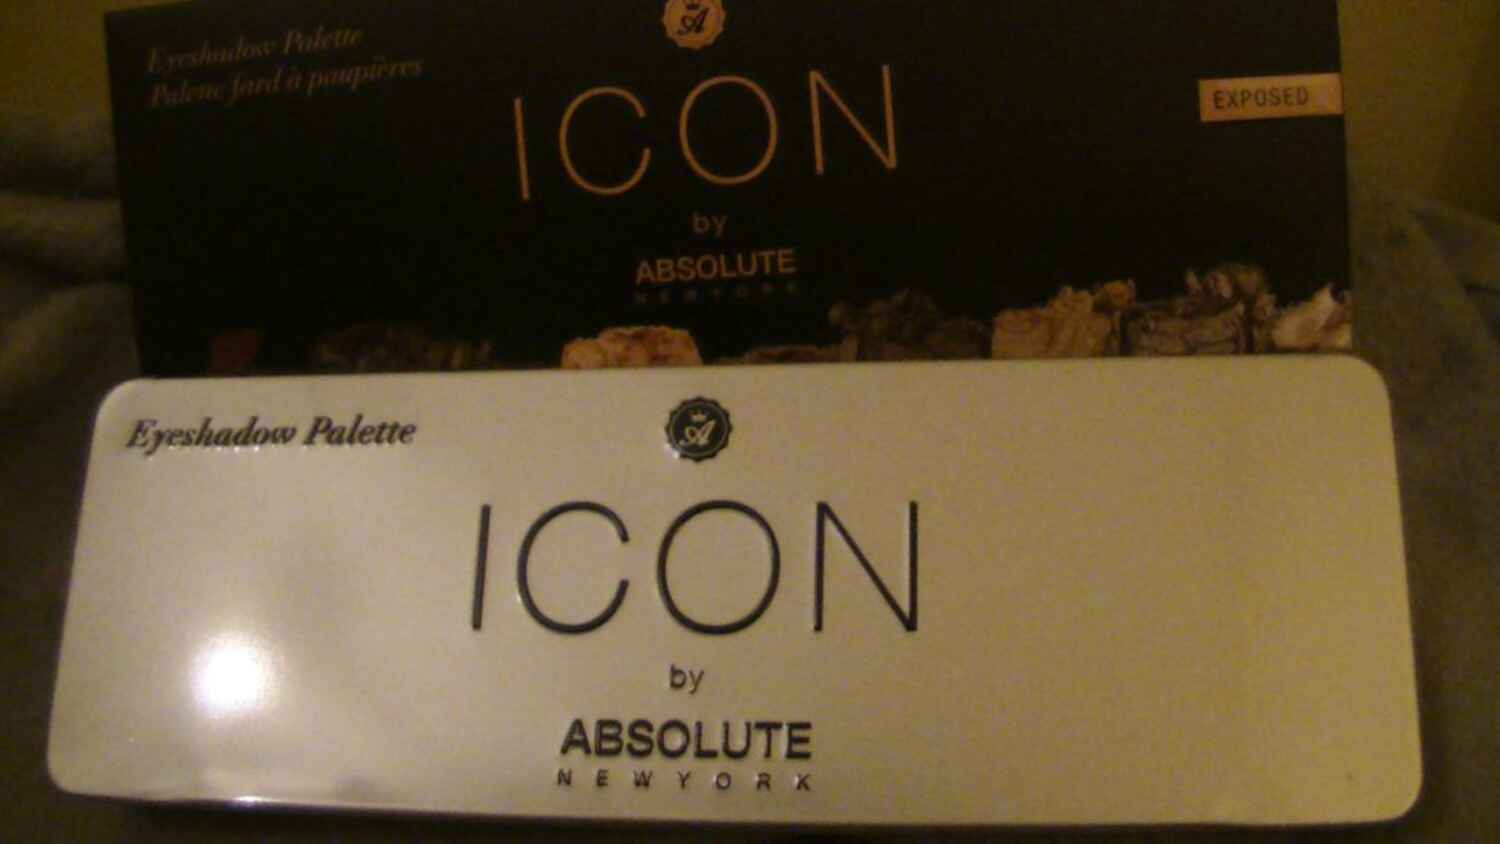 Eyeshadow Palette
Palette fard à paupières
A
ICON
EXPOSED
by
ABSOLUTE
NEW YORK
Eyeshadow Palette
A
ICON
by
ABSOLUTE
NEW YORK